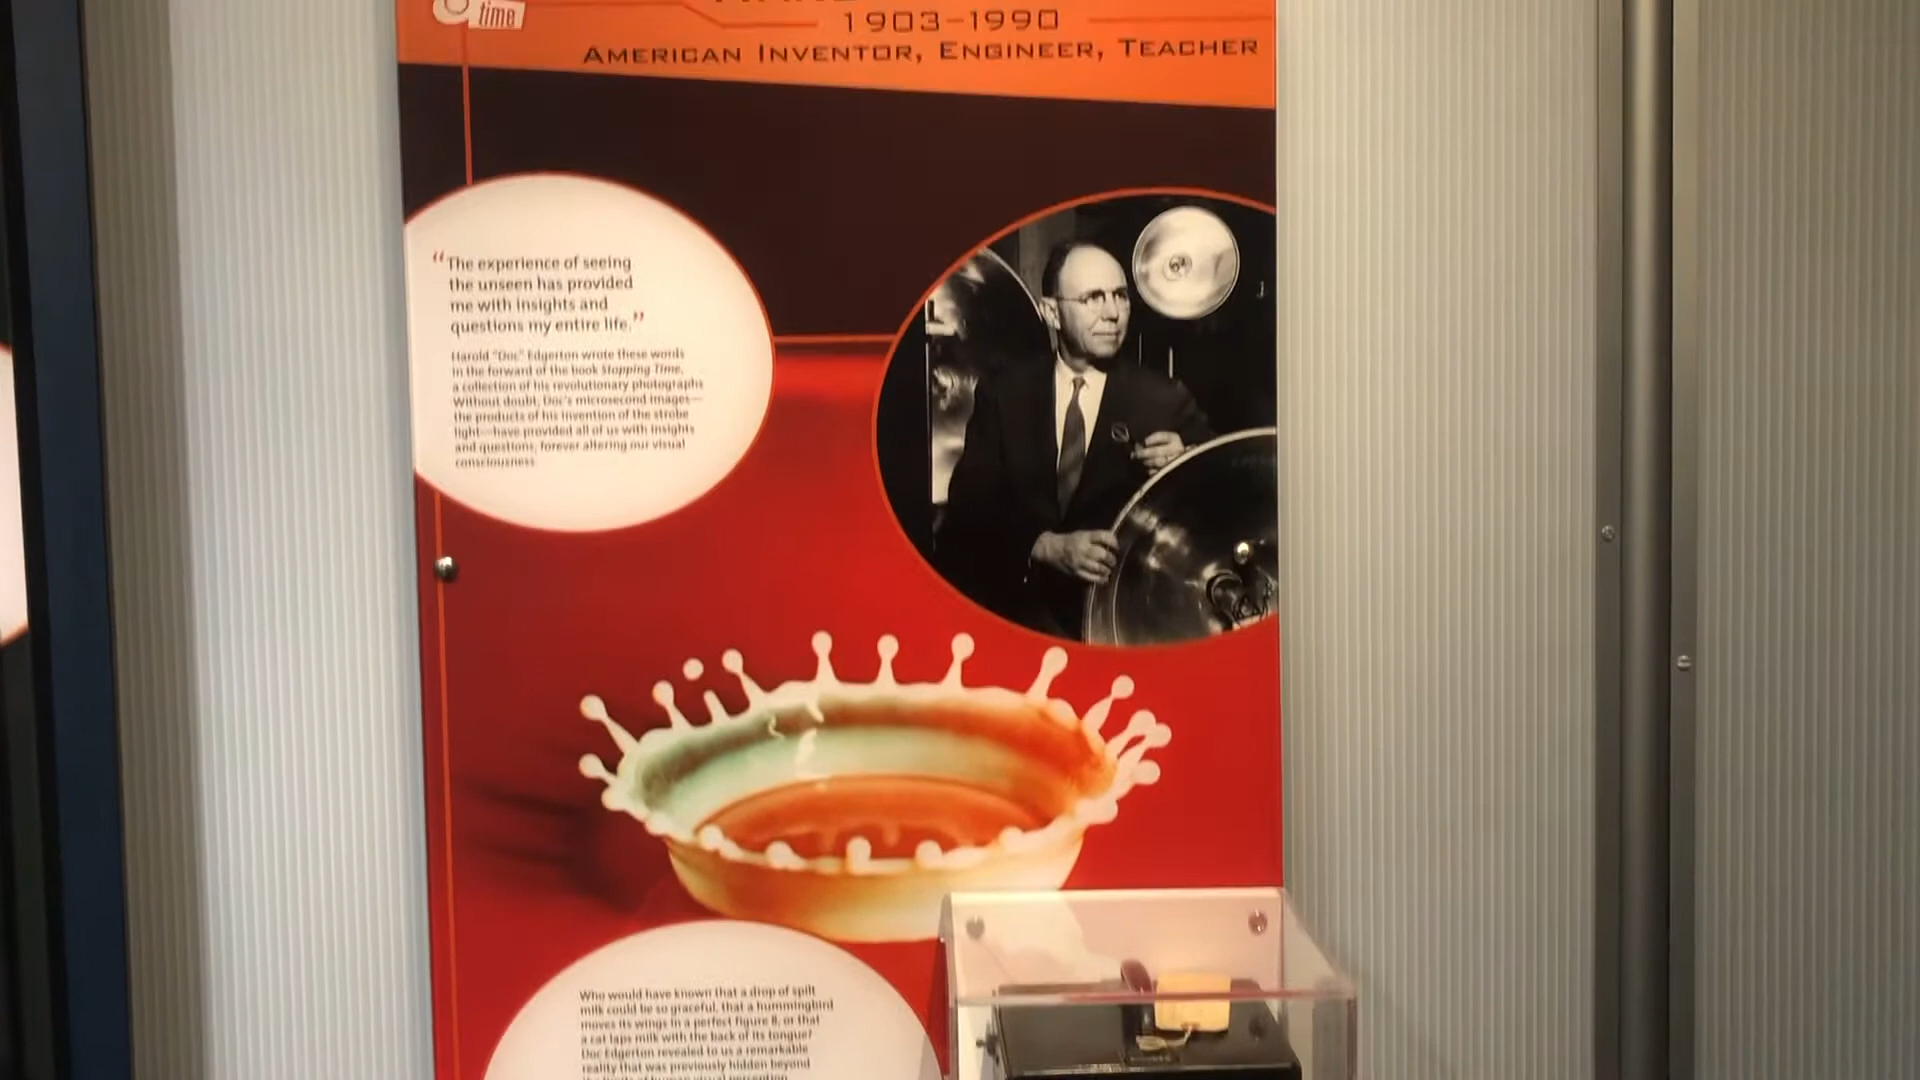 time
1903–1990
American Inventor, Engineer, Teacher
“The experience of seeing
the unseen has provided
me with insights and
questions my entire life.”
Harold “Doc” Edgerton wrote these words
in the forward of the book Stopping Time,
a collection of his revolutionary photographs
Without doubt, Doc's microsecond images—
the products of his invention of the strobe
light—have provided all of us with insights
and questions, forever altering our visual
consciousness.
Who would have known that a drop of spilt
milk could be so graceful, that a hummingbird
moves its wings in a perfect figure 8, or that
a cat laps milk with the back of its tongue?
Doc Edgerton revealed to us a remarkable
reality that was previously hidden beyond